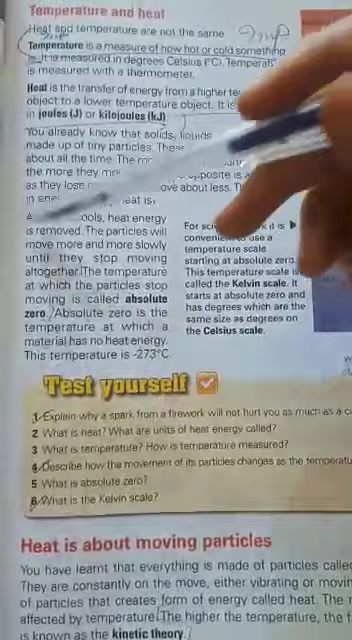 Temperature and heat
Heat and temperature are not the same
Imp
Imp
Temperature is a measure of how hot or cold something
is. It is measured in degrees Celsius (°C). Temperat
is measured with a thermometer.
Heat is the transfer of energy from a higher te
object to a lower temperature object. It is
in joules (J) or kilojoules (kJ)
You already know that solids, liquids
made up of tiny particles. These
about all the time. The
the more they opposite is
as they lose ove about less. T
in heat is
A ools, heat energy
is removed. The particles will
move more and more slowly
until they stop moving
altogether. The temperature
at which the particles stop
moving is called absolute
zero. Absolute zero is the
temperature at which a
material has no heat energy.
This temperature is -273°C
For it is
convenient use a
temperature scale
starting at absolute zero.
This temperature scale is
called the Kelvin scale. It
starts at absolute zero and
has degrees which are the
same size as degrees on
the Celsius scale.
Test yourself
1 Explain why a spark from a firework will not hurt you as much as a c
2 What is heat? What are units of heat energy called?
3 What is temperature? How is temperature measured?
4 Describe how the movement of its particles changes as the temperatu
5 What is absolute zero?
6 What is the Kelvin scale?
Heat is about moving particles
You have learnt that everything is made of particles calle
They are constantly on the move, either vibrating or movin
of particles that creates form of energy called heat. The
affected by temperature. The higher the temperature, the f
is known as the kinetic theory.